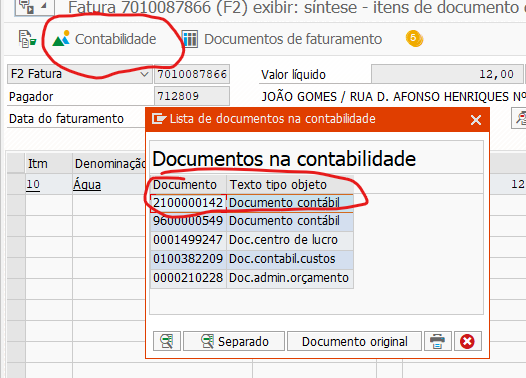 Fatura 7010087866 (F2) exibir: síntese - itens de documento
Contabilidade Documentos de faturamento
F2 Fatura 7010087866 Valor líquido 12,00
Pagador 712809 JOÃO GOMES / RUA D. AFONSO HENRIQUES Nº
Data do faturamento
Lista de documentos na contabilidade
Documentos na contabilidade
Itm Denominação
10 Água 12
Documento Texto tipo objeto
2100000142 Documento contábil
9600000549 Documento contábil
0001499247 Doc.centro de lucro
0100382209 Doc.contabil.custos
0000210228 Doc.admin.orçamento
Separado Documento original